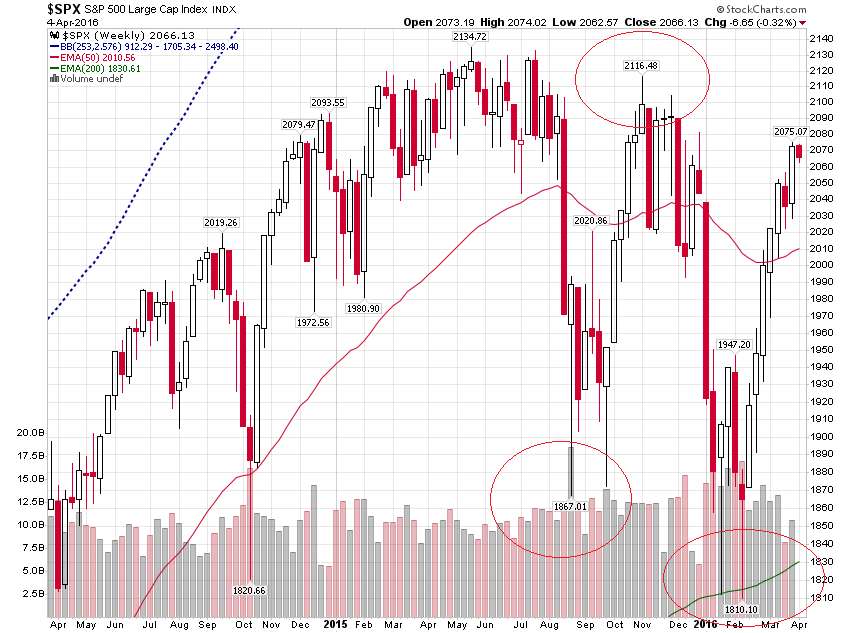 $SPX S&P 500 Large Cap Index INDX
© StockCharts.com
4-Apr-2016
Open 2073.19 High 2074.02 Low 2062.57 Close 2066.13 Chg -6.65 (-0.32%)
$SPX (Weekly) 2066.13
BB(253,2.576) 912.29 - 1705.34 - 2498.40
EMA(50) 2010.56
EMA(200) 1830.61
Volume undef
2134.72
2116.48
2093.55
2079.47
2075.07
2019.26
2020.86
1980.90
1972.56
1947.20
1867.01
1820.66
1810.10
2140
2130
2120
2110
2100
2090
2080
2070
2060
2050
2040
2030
2020
2010
2000
1990
1980
1970
1960
1950
1940
1930
1920
1910
1900
1890
1880
1870
1860
1850
1840
1830
1820
1810
20.0B
17.5B
15.0B
12.5B
10.0B
7.5B
5.0B
2.5B
Apr May Jun Jul Aug Sep Oct Nov Dec 2015 Feb Mar Apr May Jun Jul Aug Sep Oct Nov Dec 2016 Feb Mar Apr